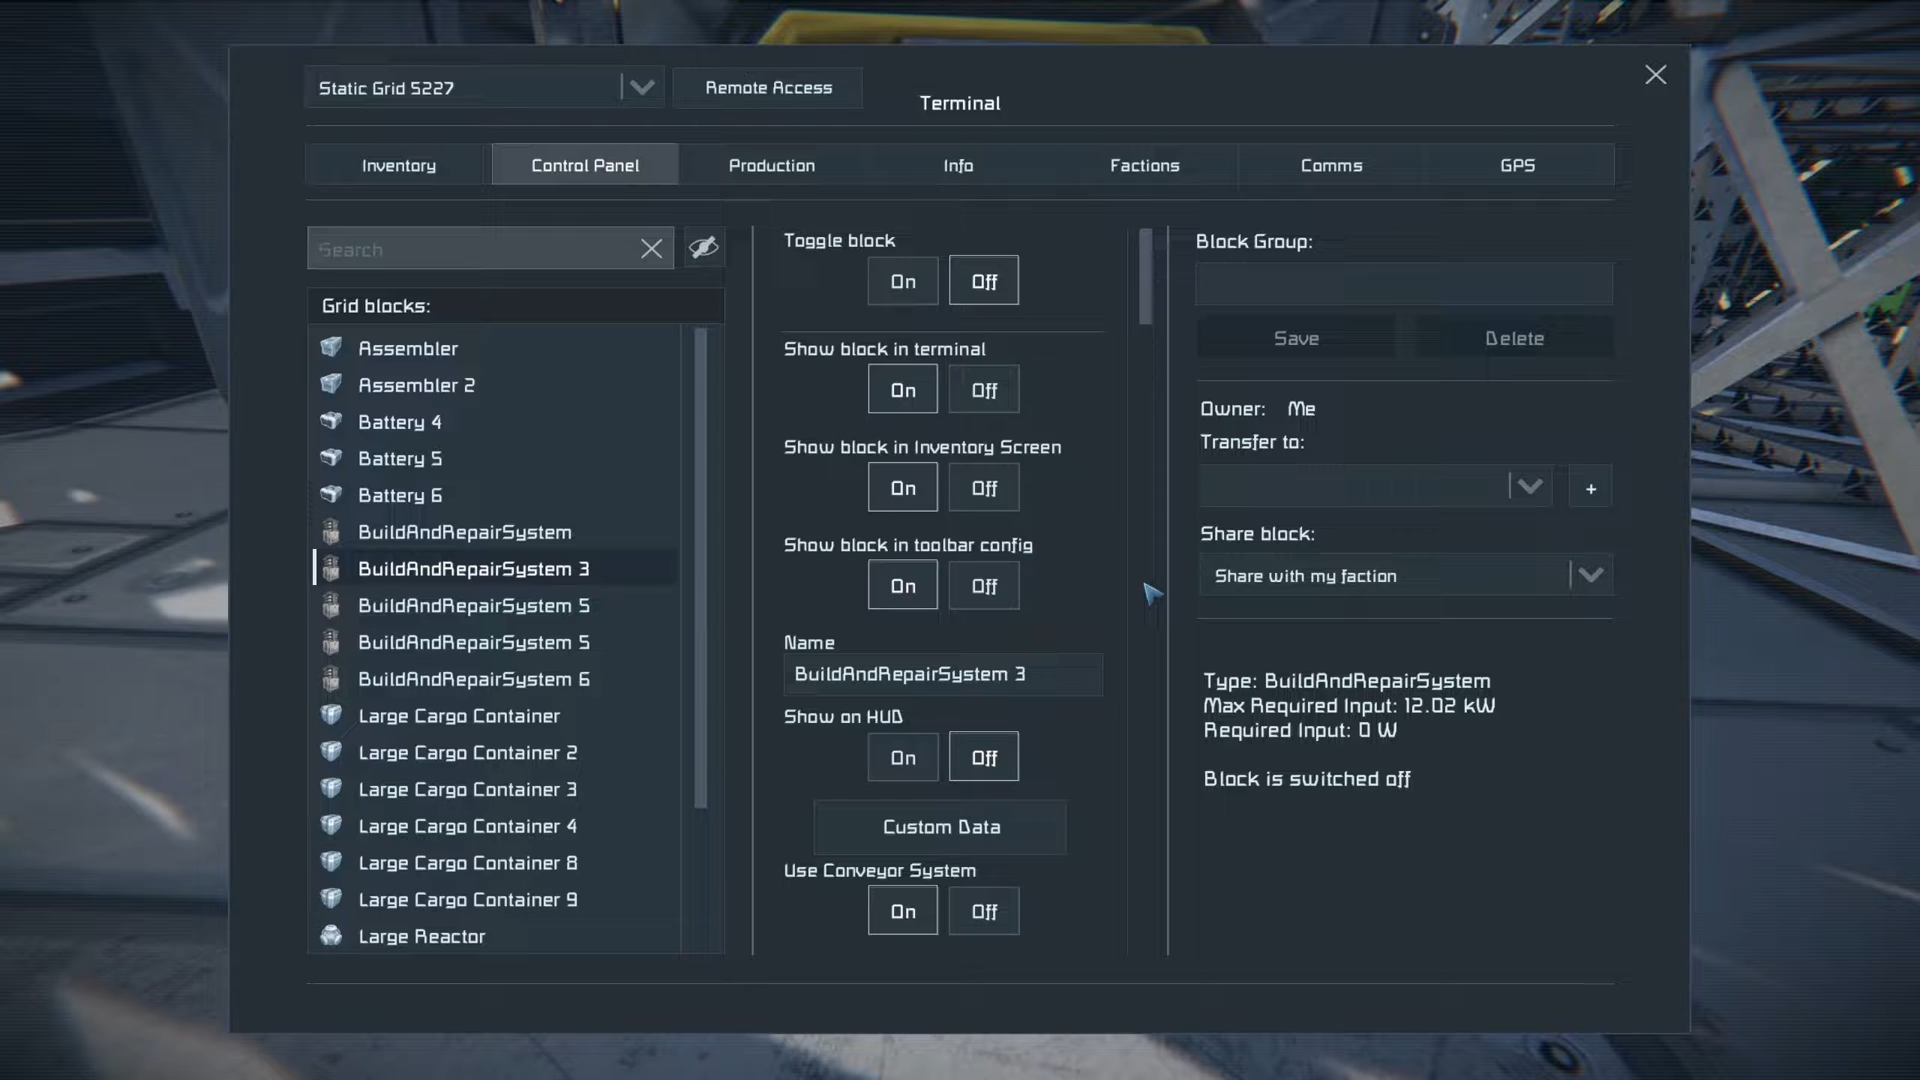 Static Grid 5227
Remote Access
Terminal
Inventory
Control Panel
Production
Info
Factions
Comms
GPS
Search
Grid blocks:
Assembler
Assembler 2
Battery 4
Battery 5
Battery 6
BuildAndRepairSystem
BuildAndRepairSystem 3
BuildAndRepairSystem 5
BuildAndRepairSystem 5
BuildAndRepairSystem 6
Large Cargo Container
Large Cargo Container 2
Large Cargo Container 3
Large Cargo Container 4
Large Cargo Container 8
Large Cargo Container 9
Large Reactor
Toggle block
On Off
Show block in terminal
On Off
Show block in Inventory Screen
On Off
Show block in toolbar config
On Off
Name
BuildAndRepairSystem 3
Show on HUD
On Off
Custom Data
Use Conveyor System
On Off
Block Group:
Save
Delete
Owner: Me
Transfer to:
+
Share block:
Share with my faction
Type: BuildAndRepairSystem
Max Required Input: 12.02 kW
Required Input: 0 W
Block is switched off